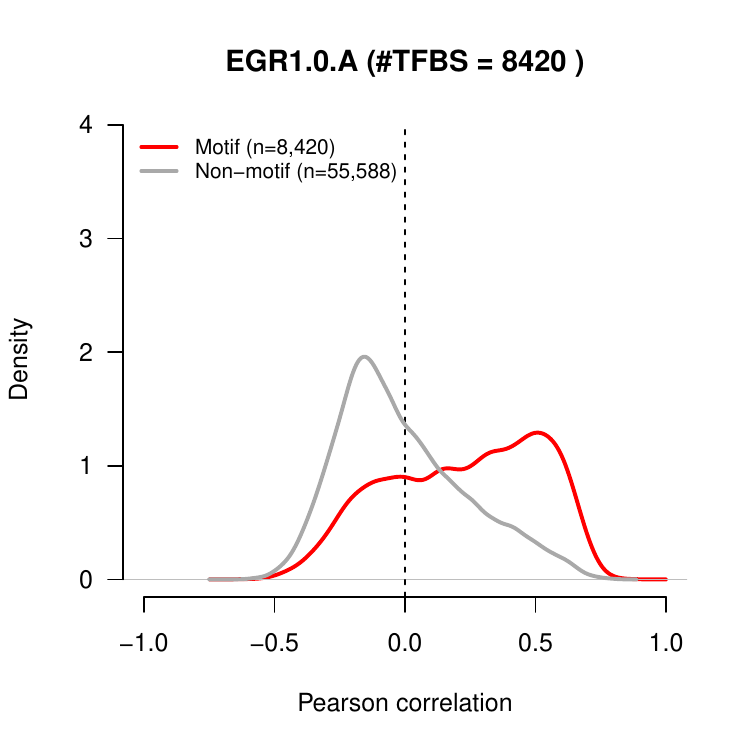 EGR1.0.A (#TFBS = 8420 )
4
3
2
1
0
Density
Motif (n=8,420)
Non−motif (n=55,588)
−1.0 −0.5 0.0 0.5 1.0
Pearson correlation